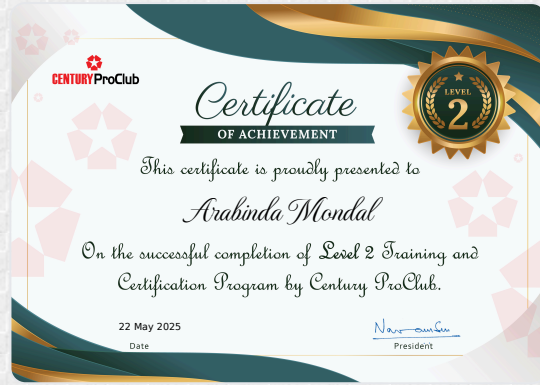 CENTURY ProClub
LEVEL
2
Certificate
OF ACHIEVEMENT
This certificate is proudly presented to
Arabinda Mondal
On the successful completion of Level 2 Training and
Certification Program by Century ProClub.
22 May 2025
Date
President